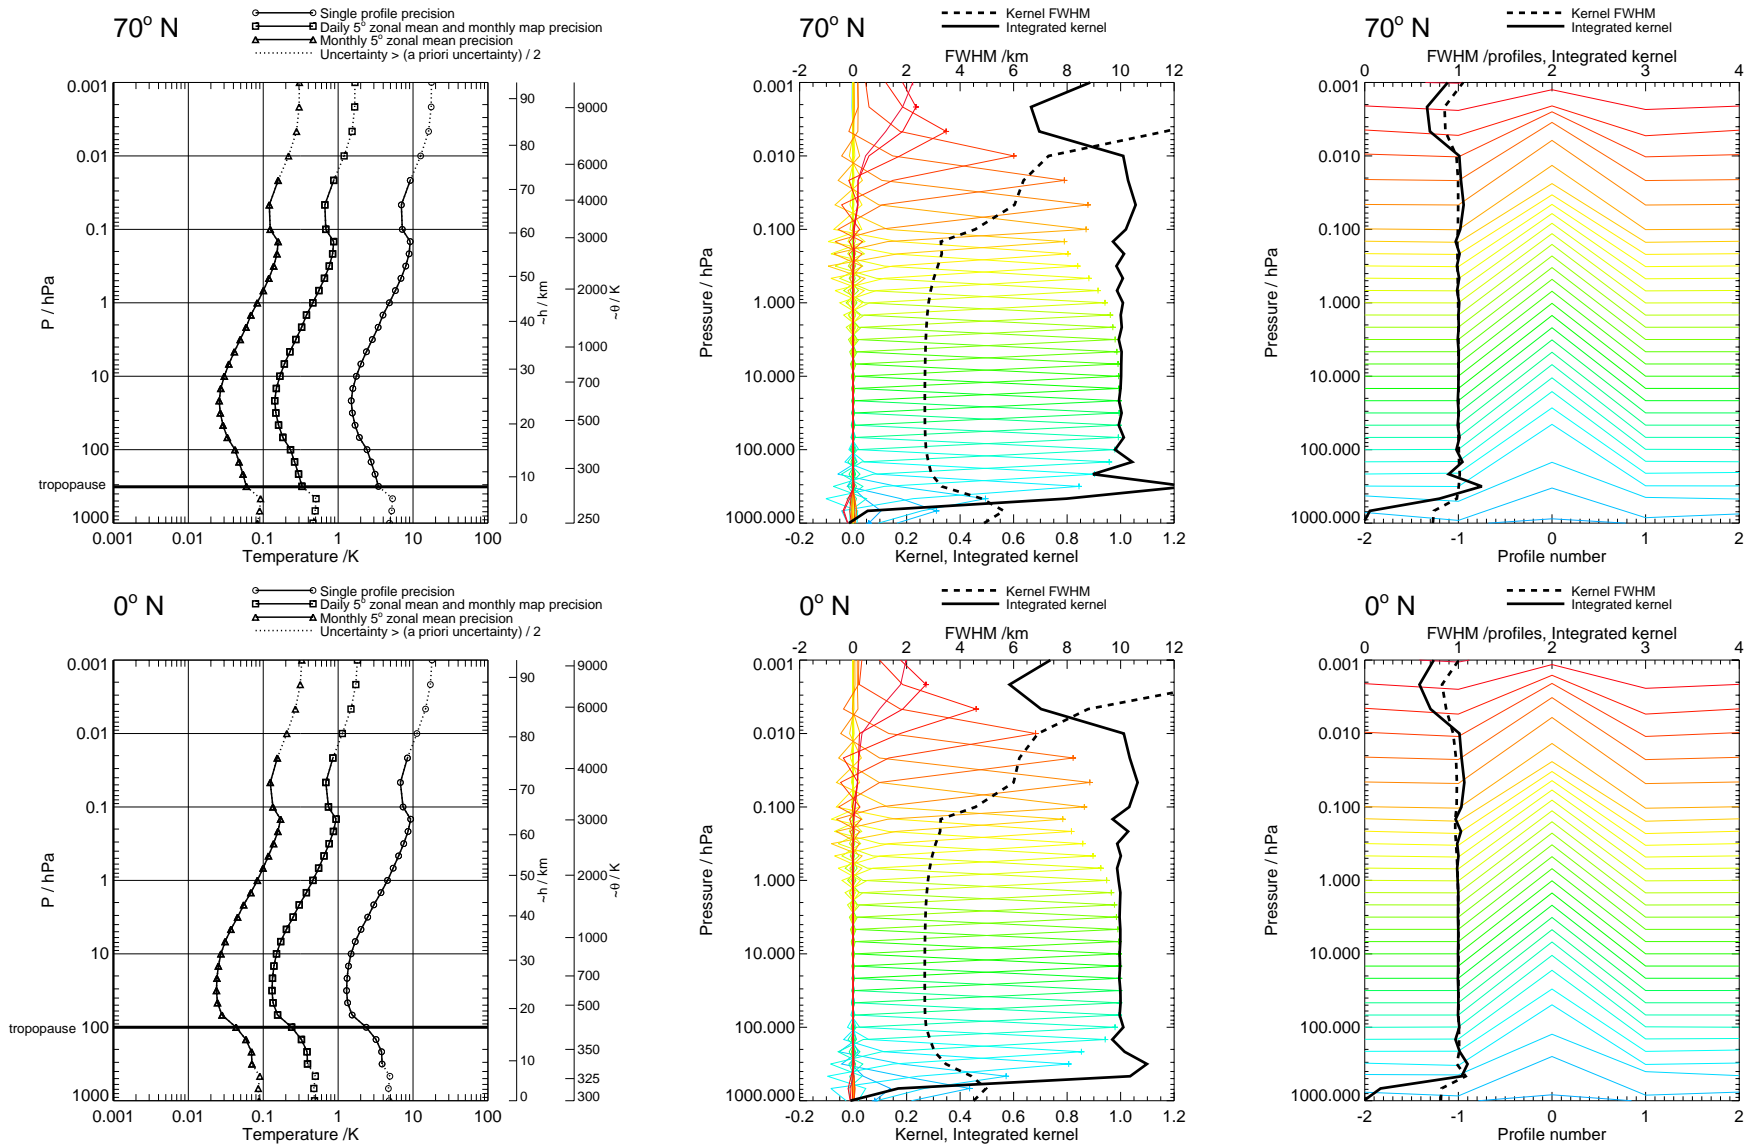 70° N
Single profile precision
Daily 5° zonal mean and monthly map precision
Monthly 5° zonal mean precision
Uncertainty > (a priori uncertainty) / 2
0.001
0.01
0.1
1
10
100
tropopause
1000
P / hPa
0.001 0.01 0.1 1 10 100
Temperature /K
90
80
70
60
50
40
30
20
10
0
~h / km
9000
6000
4000
3000
2000
1000
700
500
300
250
~θ / K
70° N
Kernel FWHM
Integrated kernel
FWHM /km
-2 0 2 4 6 8 10 12
0.001
0.010
0.100
1.000
10.000
100.000
1000.000
Pressure / hPa
-0.2 0.0 0.2 0.4 0.6 0.8 1.0 1.2
Kernel, Integrated kernel
70° N
Kernel FWHM
Integrated kernel
FWHM /profiles, Integrated kernel
0 1 2 3 4
0.001
0.010
0.100
1.000
10.000
100.000
1000.000
Pressure / hPa
-2 -1 0 1 2
Profile number
0° N
Single profile precision
Daily 5° zonal mean and monthly map precision
Monthly 5° zonal mean precision
Uncertainty > (a priori uncertainty) / 2
0.001
0.01
0.1
1
10
tropopause 100
1000
P / hPa
0.001 0.01 0.1 1 10 100
Temperature /K
90
80
70
60
50
40
30
20
10
0
~h / km
9000
6000
4000
3000
2000
1000
700
500
350
325
300
~θ / K
0° N
Kernel FWHM
Integrated kernel
FWHM /km
-2 0 2 4 6 8 10 12
0.001
0.010
0.100
1.000
10.000
100.000
1000.000
Pressure / hPa
-0.2 0.0 0.2 0.4 0.6 0.8 1.0 1.2
Kernel, Integrated kernel
0° N
Kernel FWHM
Integrated kernel
FWHM /profiles, Integrated kernel
0 1 2 3 4
0.001
0.010
0.100
1.000
10.000
100.000
1000.000
Pressure / hPa
-2 -1 0 1 2
Profile number